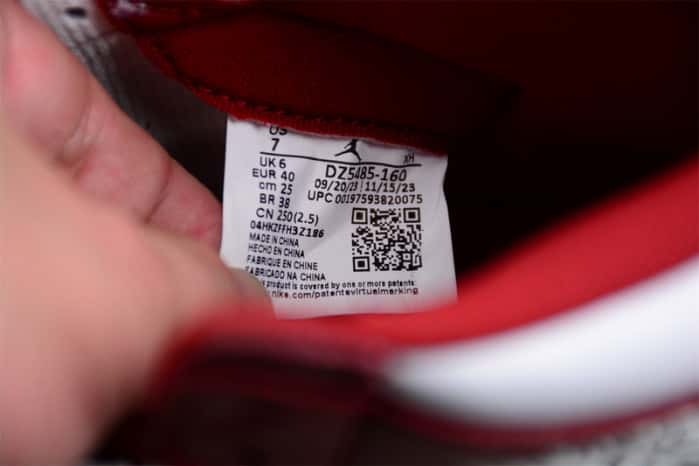 US
7
UK 6
EUR 40
cm 25
BR 38
CN 250(2.5)
04HKZFFH3Z186
MADE IN CHINA
HECHO EN CHINA
FABRIQUE EN CHINE
FABRICADO NA CHINA
XH
DZ5485-160
09/20/23 | 11/15/23
UPC 00197593820075
product is covered by one or more patents.
nike.com/patentsvirtualmarking